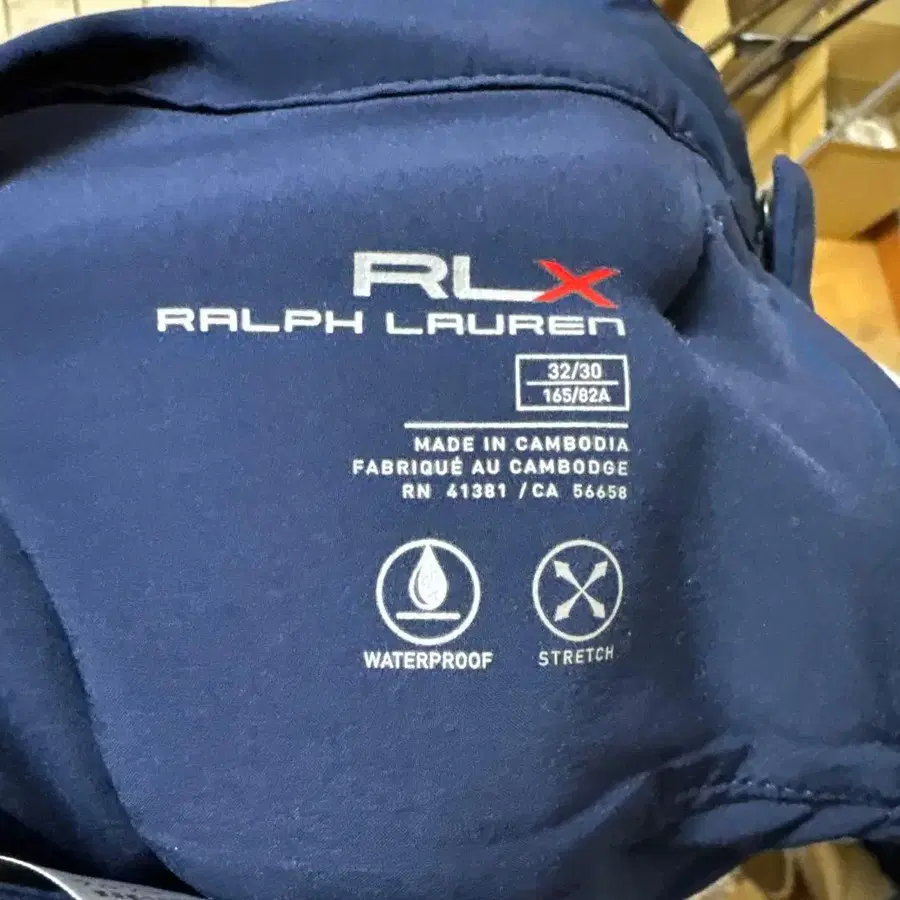 RLX
RALPH LAUREN
32/30
165/82A
MADE IN CAMBODIA
FABRIQUÉ AU CAMBODGE
RN 41381 /CA 56658
WATERPROOF
STRETCH